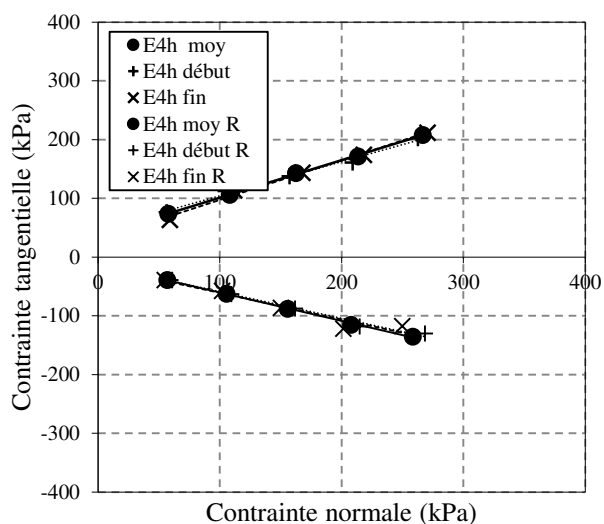 400
300
200
100
0
-100
-200
-300
-400
Contrainte tangentielle (kPa)
E4h moy
E4h début
E4h fin
E4h moy R
E4h début R
E4h fin R
0
100
200
300
400
Contrainte normale (kPa)